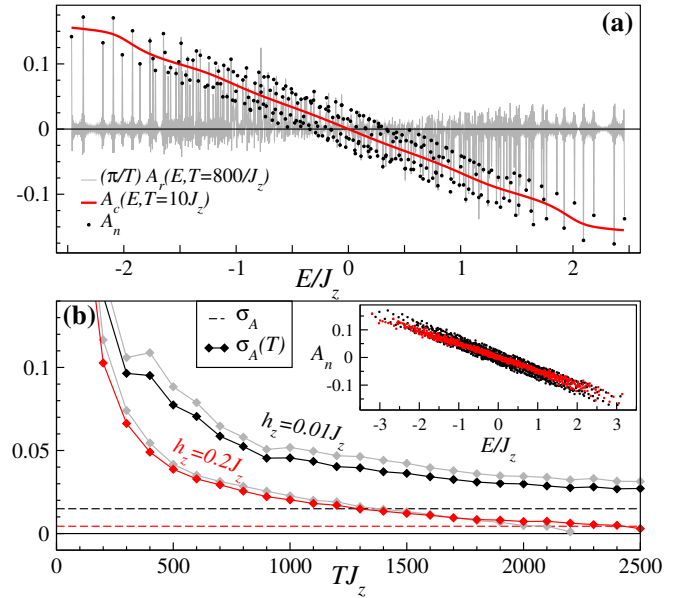 (a)
0.1
0
-0.1
(π/T) A_r(E,T=800/J_z)
A_c(E,T=10J_z)
A_n
-2 -1 0 1 2
E/J_z
(b)
σ_A
σ_A(T)
0.1
0.05
0
h_z=0.01J_z
h_z=0.2J_z
0.1
0
-0.1
A_n
-3 -2 -1 0 1 2 3
E/J_z
500 1000 1500 2000 2500
TJ_z